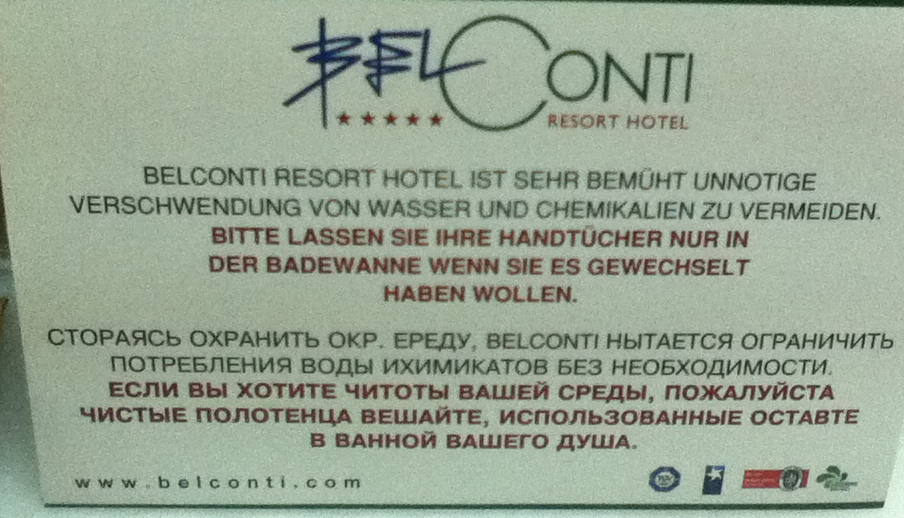 BELCONTI
★★★★★ RESORT HOTEL
BELCONTI RESORT HOTEL IST SEHR BEMÜHT UNNOTIGE
VERSCHWENDUNG VON WASSER UND CHEMIKALIEN ZU VERMEIDEN.
BITTE LASSEN SIE IHRE HANDTÜCHER NUR IN
DER BADEWANNE WENN SIE ES GEWECHSELT
HABEN WOLLEN.
СТОРАЯСЬ ОХРАНИТЬ ОКР. ЕРЕДУ, BELCONTI НЫТАЕТСЯ ОГРАНИЧИТЬ
ПОТРЕБЛЕНИЯ ВОДЫ ИХИМИКАТОВ БЕЗ НЕОБХОДИМОСТИ.
ЕСЛИ ВЫ ХОТИТЕ ЧИТОТЫ ВАШЕЙ СРЕДЫ, ПОЖАЛУЙСТА
ЧИСТЫЕ ПОЛОТЕНЦА ВЕШАЙТЕ, ИСПОЛЬЗОВАННЫЕ ОСТАВТЕ
В ВАННОЙ ВАШЕГО ДУША.
www.belconti.com